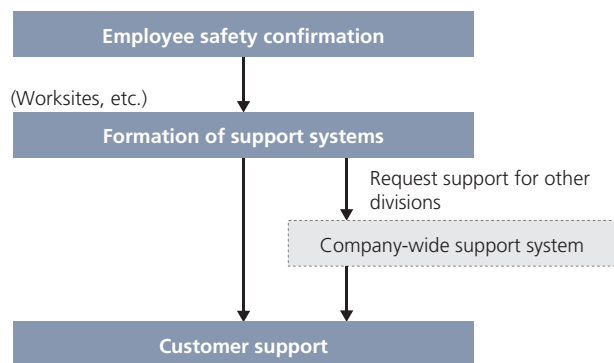 Employee safety confirmation
(Worksites, etc.)
Formation of support systems
Request support for other
divisions
Company-wide support system
Customer support